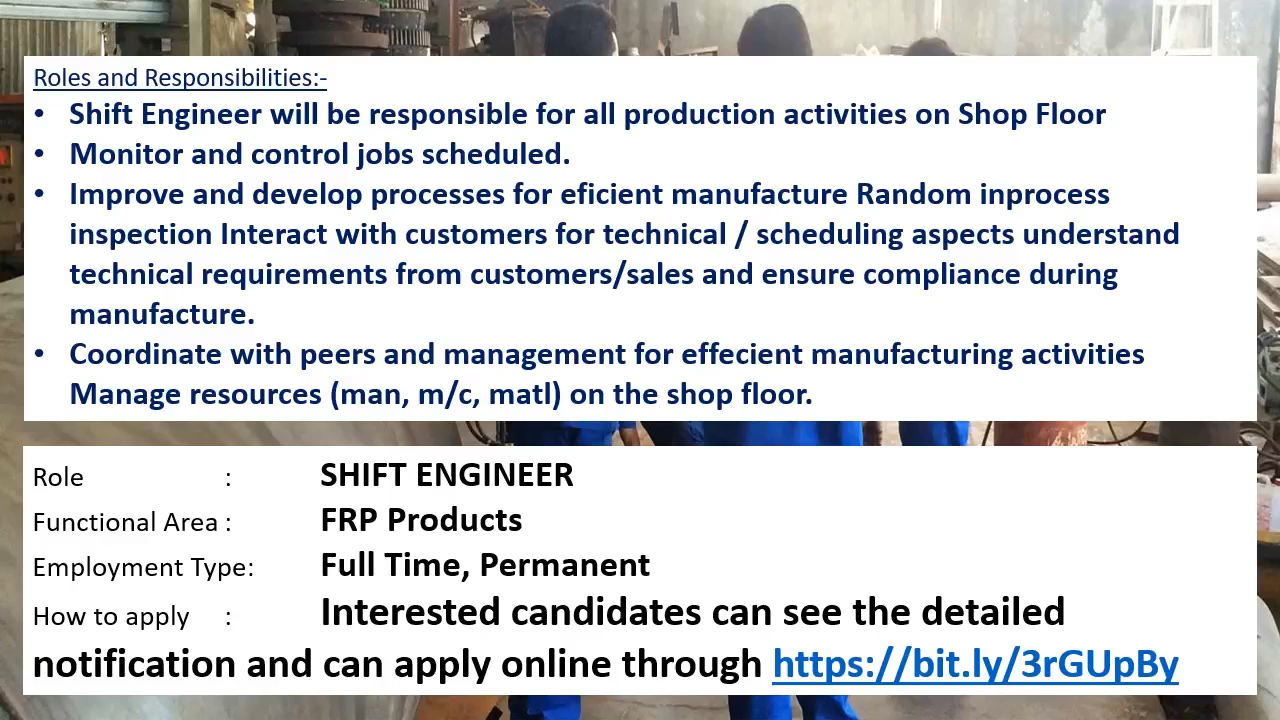 Roles and Responsibilities:-
• Shift Engineer will be responsible for all production activities on Shop Floor
• Monitor and control jobs scheduled.
• Improve and develop processes for eficient manufacture Random inprocess
inspection Interact with customers for technical / scheduling aspects understand
technical requirements from customers/sales and ensure compliance during
manufacture.
• Coordinate with peers and management for effecient manufacturing activities
Manage resources (man, m/c, matl) on the shop floor.
Role : SHIFT ENGINEER
Functional Area : FRP Products
Employment Type: Full Time, Permanent
How to apply : Interested candidates can see the detailed
notification and can apply online through https://bit.ly/3rGUpBy